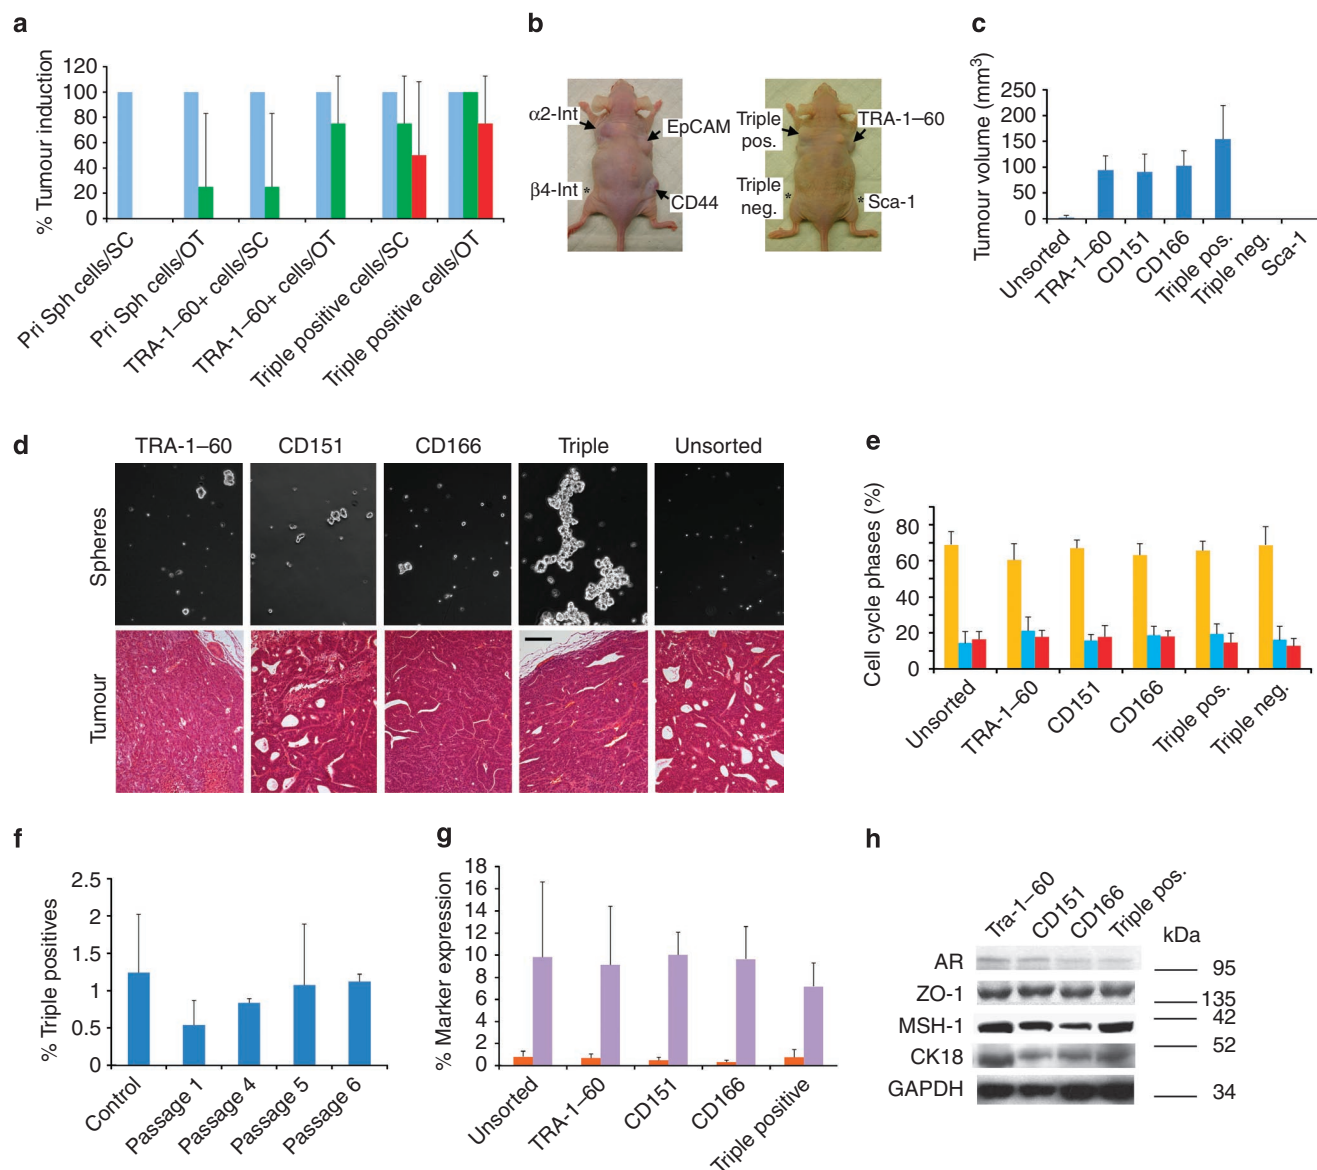 a
% Tumour induction
120
100
80
60
40
20
0
Pri Sph cells/SC
Pri Sph cells/OT
TRA-1–60+ cells/SC
TRA-1–60+ cells/OT
Triple positive cells/SC
Triple positive cells/OT
b
α2-Int
EpCAM
β4-Int *
CD44
Triple
pos.
TRA-1–60
Triple
neg. *
* Sca-1
c
Tumour volume (mm³)
250
200
150
100
50
0
Unsorted
TRA-1–60
CD151
CD166
Triple pos.
Triple neg.
Sca-1
d
TRA-1–60 CD151 CD166 Triple Unsorted
Spheres
Tumour
e
Cell cycle phases (%)
80
60
40
20
0
Unsorted
TRA-1–60
CD151
CD166
Triple pos.
Triple neg.
f
% Triple positives
2.5
2
1.5
1
0.5
0
Control
Passage 1
Passage 4
Passage 5
Passage 6
g
% Marker expression
18
16
14
12
10
8
6
4
2
0
Unsorted
TRA-1–60
CD151
CD166
Triple positive
h
Tra-1–60
CD151
CD166
Triple pos.
kDa
AR 95
ZO-1 135
MSH-1 42
CK18 52
GAPDH 34